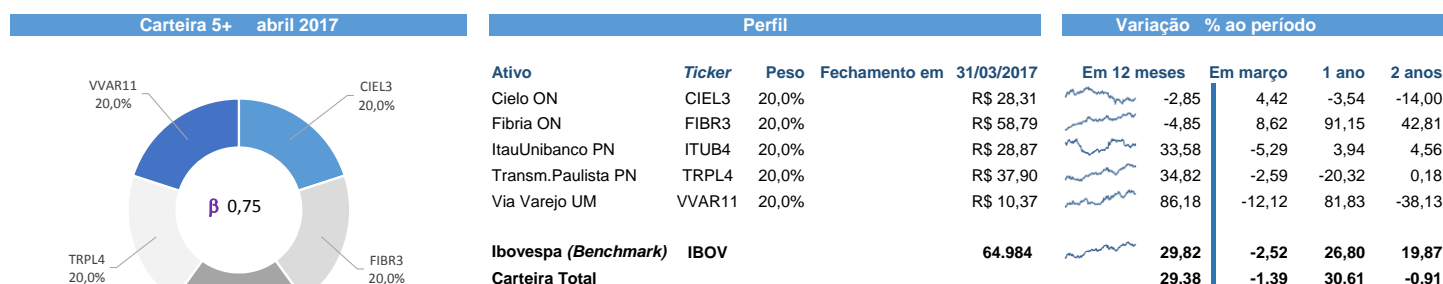 Carteira 5+ abril 2017
VVAR11
20,0%
CIEL3
20,0%
β 0,75
TRPL4
20,0%
FIBR3
20,0%
Perfil
Variação % ao período
Ativo Ticker Peso Fechamento em 31/03/2017 Em 12 meses Em março 1 ano 2 anos
Cielo ON CIEL3 20,0% R$ 28,31 -2,85 4,42 -3,54 -14,00
Fibria ON FIBR3 20,0% R$ 58,79 -4,85 8,62 91,15 42,81
ItauUnibanco PN ITUB4 20,0% R$ 28,87 33,58 -5,29 3,94 4,56
Transm.Paulista PN TRPL4 20,0% R$ 37,90 34,82 -2,59 -20,32 0,18
Via Varejo UM VVAR11 20,0% R$ 10,37 86,18 -12,12 81,83 -38,13
Ibovespa (Benchmark) IBOV 64.984 29,82 -2,52 26,80 19,87
Carteira Total 29,38 -1,39 30,61 -0,91